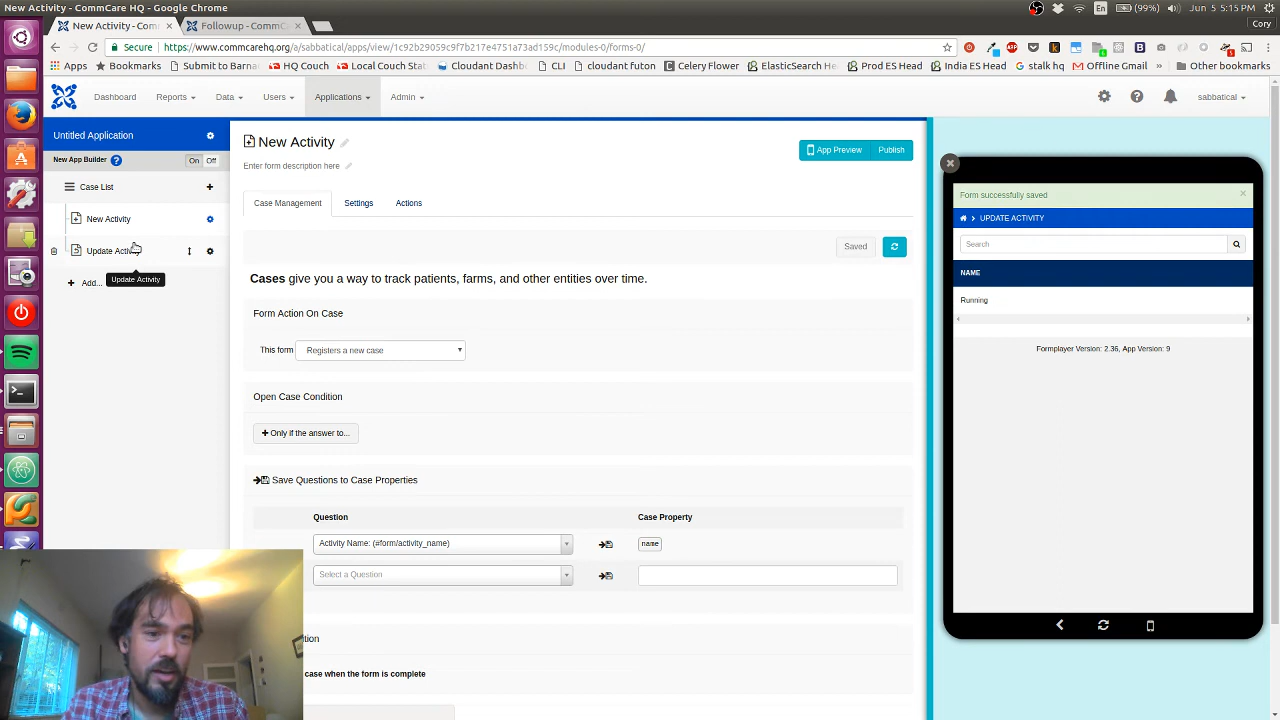 New Activity - CommCare HQ - Google Chrome
En
(99%)
Jun 5 5:15 PM
New Activity - Comm
Followup - CommCare
Cory
Secure
https://www.commcarehq.org/a/sabbatical/apps/view/1c92b2905ec9f7b217e4751a73ad159c/modules-0/forms-0/
Apps
Bookmarks
Submit to Barna
HQ Couch
Local Couch Stat
Cloudant Dashb
CLI
cloudant futon
Celery Flower
ElasticSearch H
Prod ES Head
India ES Head
stalk hq
Offline Gmail
»
Other bookmarks
Dashboard
Reports
Data
Users
Applications
Admin
sabbatical
Untitled Application
New App Builder
On
Off
Case List
New Activity
Update Activity
Add...
Update Activity
New Activity
Enter form description here
App Preview
Publish
Case Management
Settings
Actions
Saved
Cases give you a way to track patients, farms, and other entities over time.
Form Action On Case
This form
Registers a new case
Open Case Condition
Only if the answer to...
Save Questions to Case Properties
Question
Case Property
Activity Name: (#form/activity_name)
name
Select a Question
case when the form is complete
Form successfully saved
UPDATE ACTIVITY
Search
NAME
Running
Formplayer Version: 2.36, App Version: 9